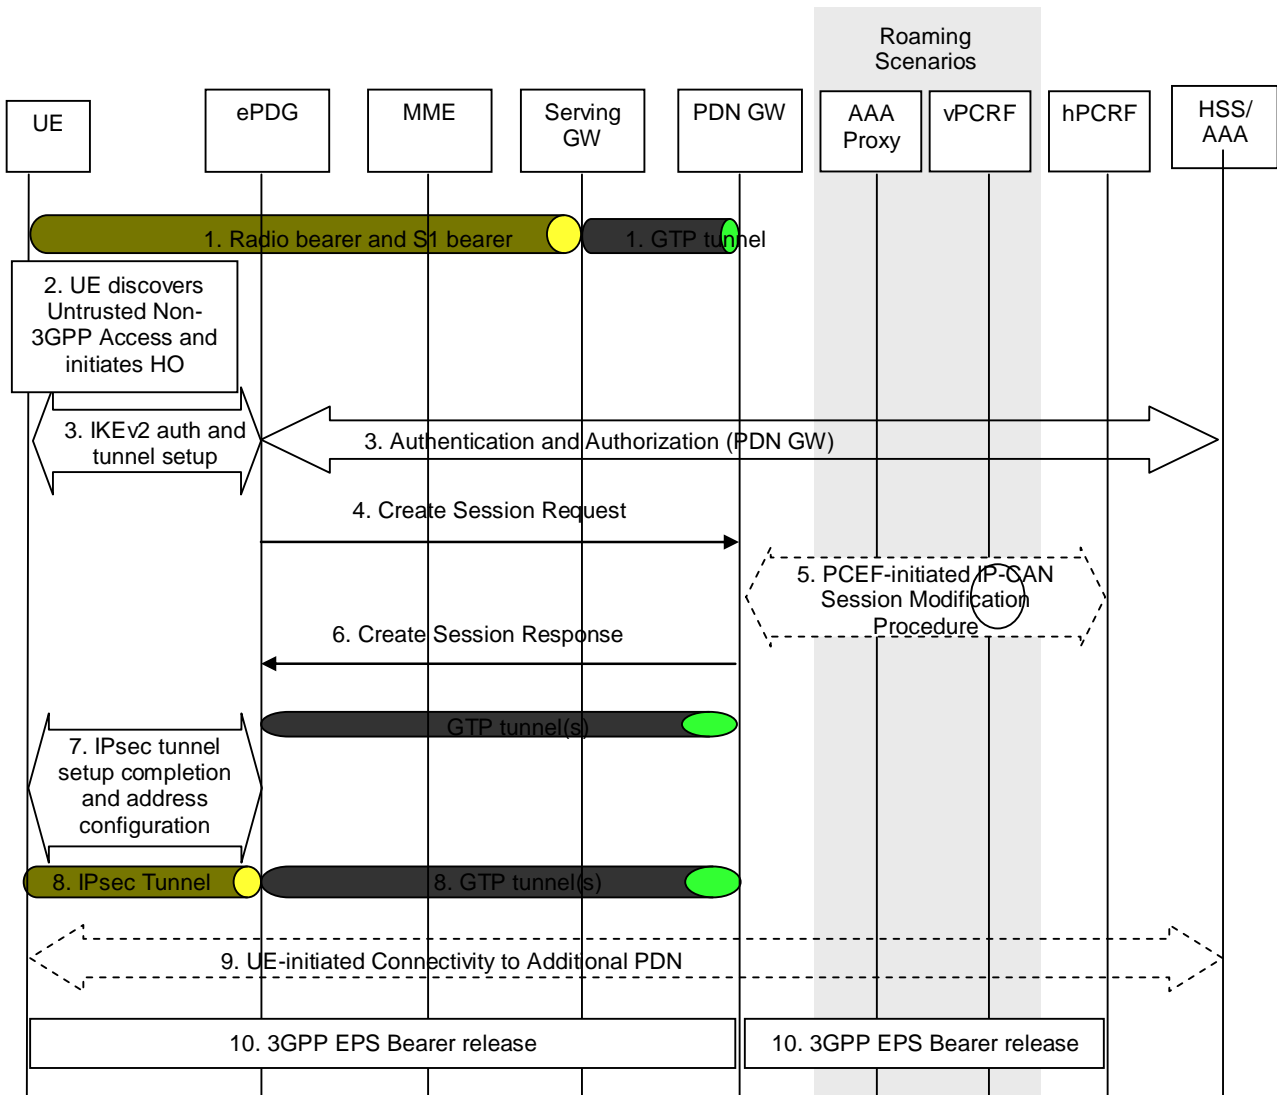 Roaming
Scenarios
UE
ePDG
MME
Serving
GW
PDN GW
AAA
Proxy
vPCRF
hPCRF
HSS/
AAA
1. Radio bearer and S1 bearer
1. GTP tunnel
2. UE discovers
Untrusted Non-
3GPP Access and
initiates HO
3. IKEv2 auth and
tunnel setup
3. Authentication and Authorization (PDN GW)
4. Create Session Request
5. PCEF-initiated IP-CAN
Session Modification
Procedure
6. Create Session Response
GTP tunnel(s)
7. IPsec tunnel
setup completion
and address
configuration
8. IPsec Tunnel
8. GTP tunnel(s)
9. UE-initiated Connectivity to Additional PDN
10. 3GPP EPS Bearer release
10. 3GPP EPS Bearer release